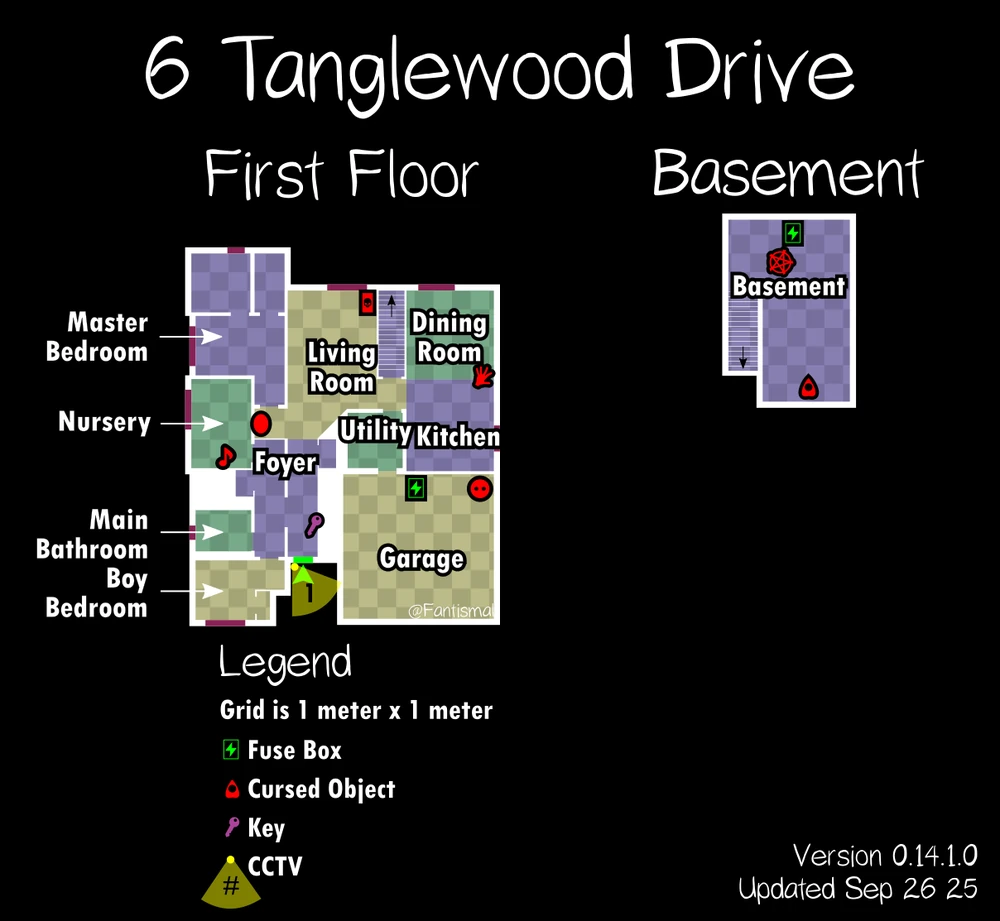 6 Tanglewood Drive
First Floor
Basement
Master
Bedroom
Nursery
Main
Bathroom
Boy
Bedroom
Living
Room
Dining
Room
Utility
Kitchen
Foyer
Garage
1
@Fantismal
Basement
Legend
Grid is 1 meter x 1 meter
Fuse Box
Cursed Object
Key
CCTV
#
Version 0.14.1.0
Updated Sep 26 25